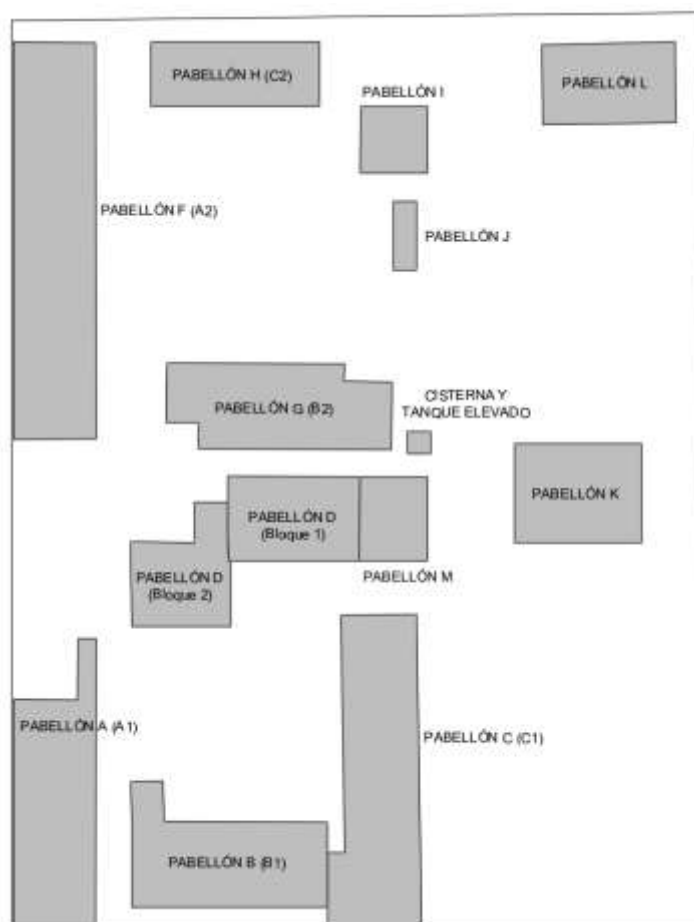 PABELLÓN H (C2)
PABELLÓN I
PABELLÓN L
PABELLÓN F (A2)
PABELLÓN J
PABELLÓN G (B2)
CISTERNA Y
TANQUE ELEVADO
PABELLÓN K
PABELLÓN D
(Bloque 1)
PABELLÓN D
(Bloque 2)
PABELLÓN M
PABELLÓN A (A1)
PABELLÓN C (C1)
PABELLÓN B (B1)